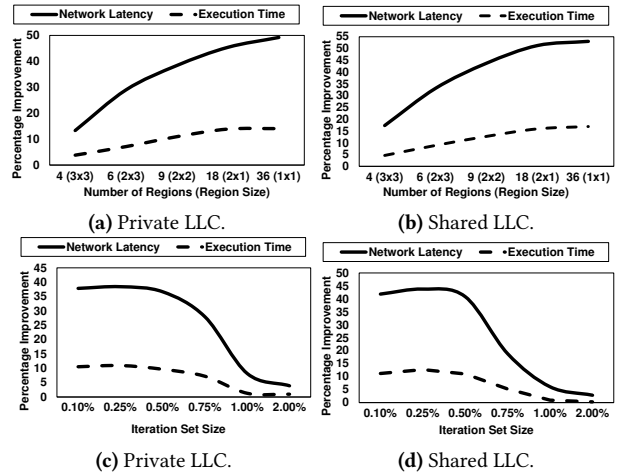 Network Latency Execution Time
Percentage Improvement
50
40
30
20
10
0
4 (3x3) 6 (2x3) 9 (2x2) 18 (2x1) 36 (1x1)
Number of Regions (Region Size)
(a) Private LLC.
Network Latency Execution Time
Percentage Improvement
55
50
45
40
35
30
25
20
15
10
5
0
4 (3x3) 6 (2x3) 9 (2x2) 18 (2x1) 36 (1x1)
Number of Regions (Region Size)
(b) Shared LLC.
Network Latency Execution Time
Percentage Improvement
45
40
35
30
25
20
15
10
5
0
0.10% 0.25% 0.50% 0.75% 1.00% 2.00%
Iteration Set Size
(c) Private LLC.
Network Latency Execution Time
Percentage Improvement
50
45
40
35
30
25
20
15
10
5
0
0.10% 0.25% 0.50% 0.75% 1.00% 2.00%
Iteration Set Size
(d) Shared LLC.